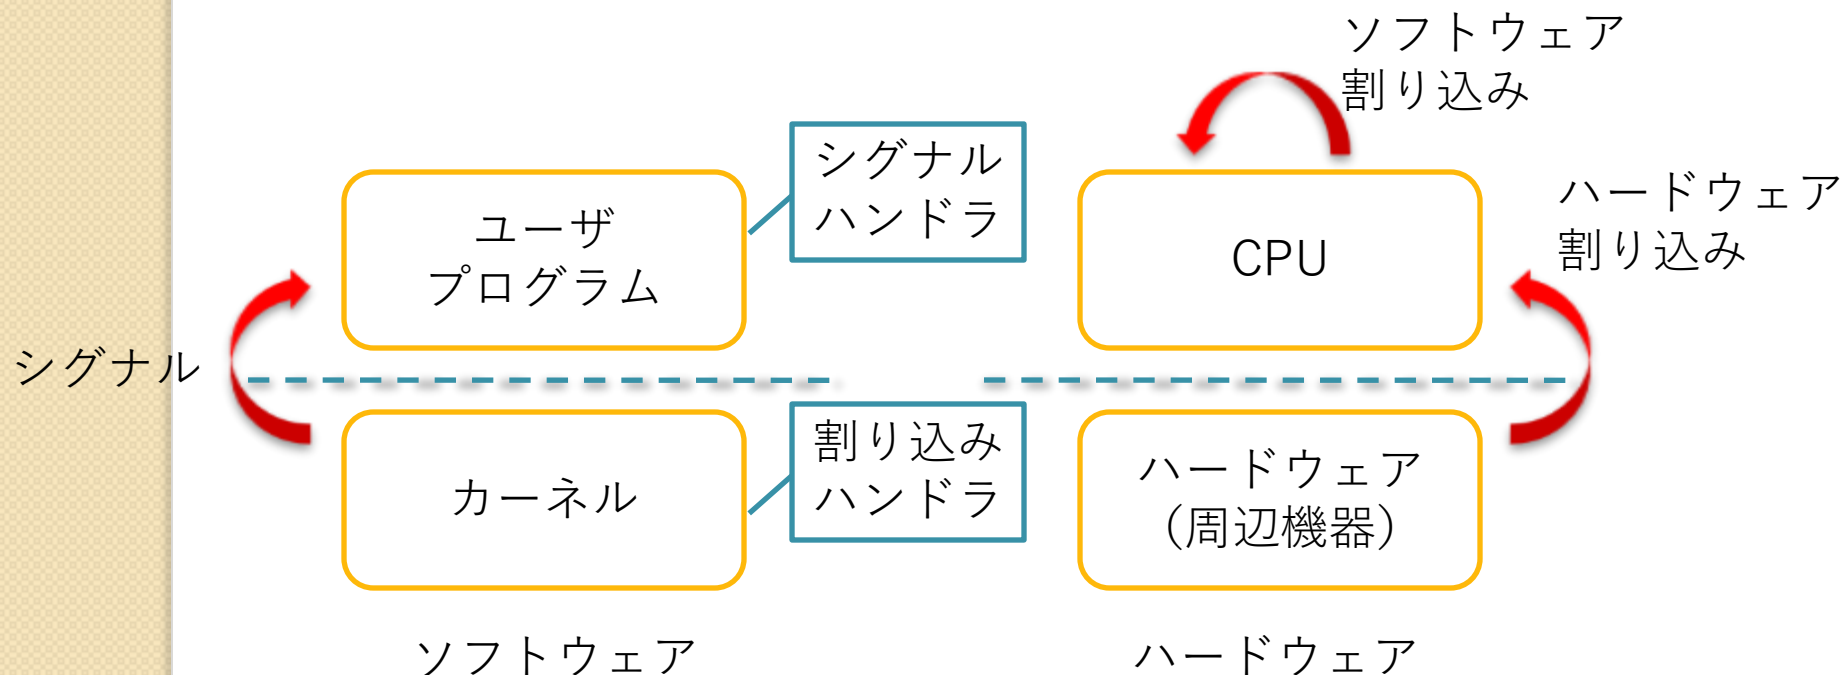 ソフトウェア
割り込み
シグナル
ハンドラ
ユーザ
プログラム
CPU
ハードウェア
割り込み
シグナル
割り込み
ハンドラ
カーネル
ハードウェア
（周辺機器）
ソフトウェア
ハードウェア